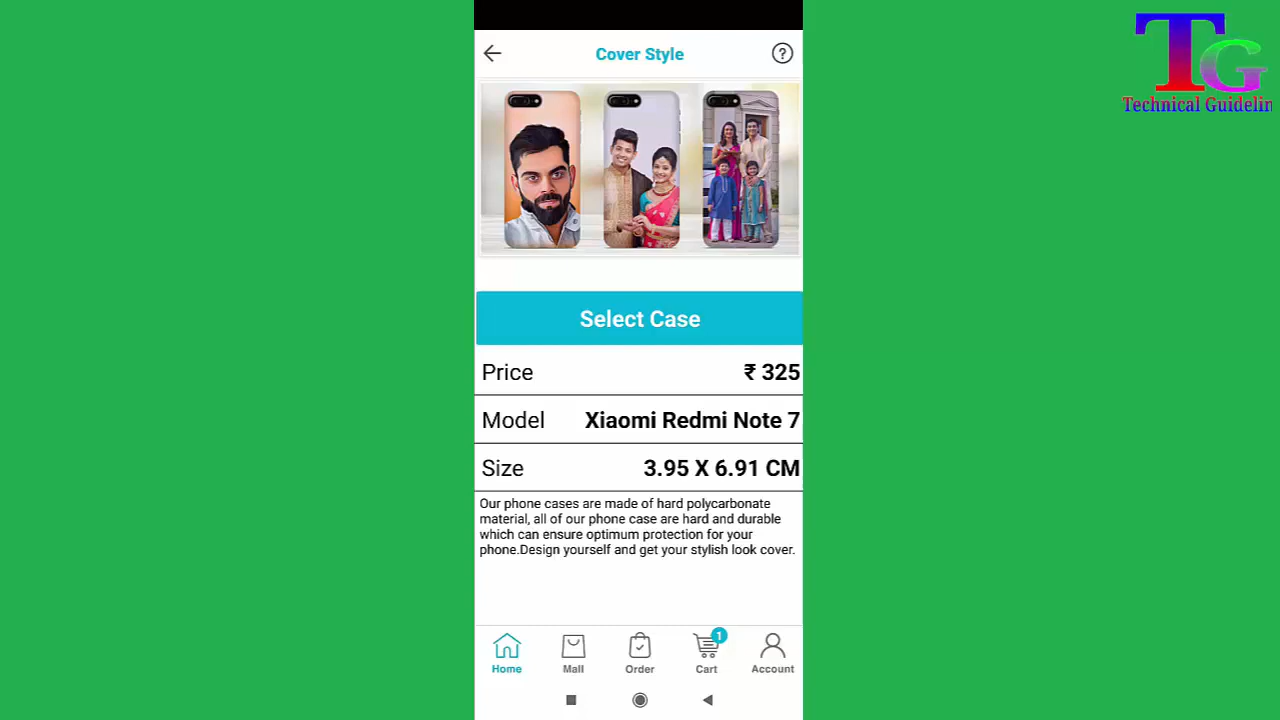 TG
Technical Guidelin
Cover Style
Select Case
Price ₹ 325
Model Xiaomi Redmi Note 7
Size 3.95 X 6.91 CM
Our phone cases are made of hard polycarbonate
material, all of our phone case are hard and durable
which can ensure optimum protection for your
phone.Design yourself and get your stylish look cover.
1
Home Mall Order Cart Account